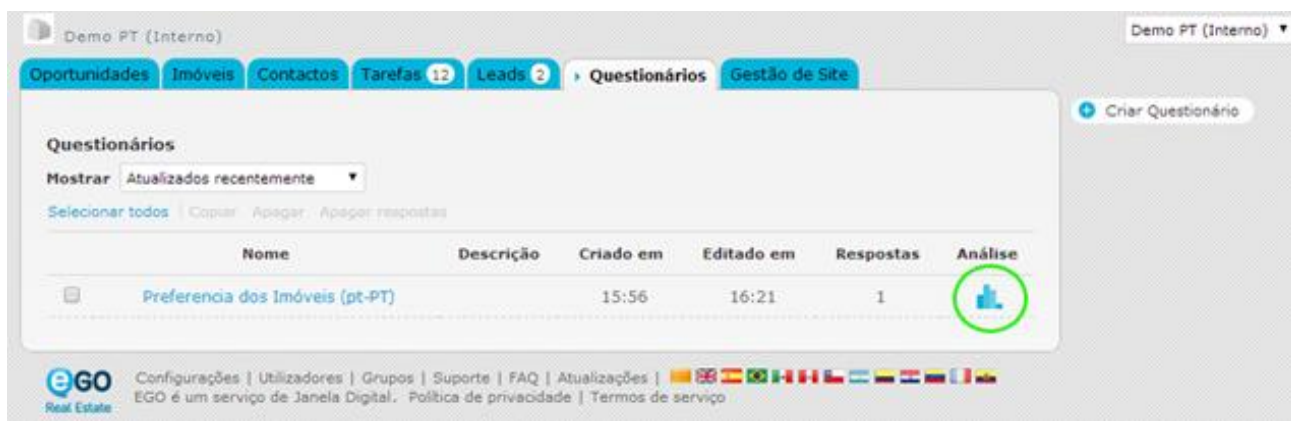 Demo PT (Interno)
Demo PT (Interno)
Oportunidades Imóveis Contactos Tarefas 12 Leads 2 Questionários Gestão de Site
Criar Questionário
Questionários
Mostrar Atualizados recentemente
Selecionar todos | Copiar Apagar Apagar respostas
Nome Descrição Criado em Editado em Respostas Análise
Preferencia dos Imóveis (pt-PT) 15:56 16:21 1
eGO Real Estate
Configurações | Utilizadores | Grupos | Suporte | FAQ | Atualizações |
EGO é um serviço de Janela Digital. Política de privacidade | Termos de serviço